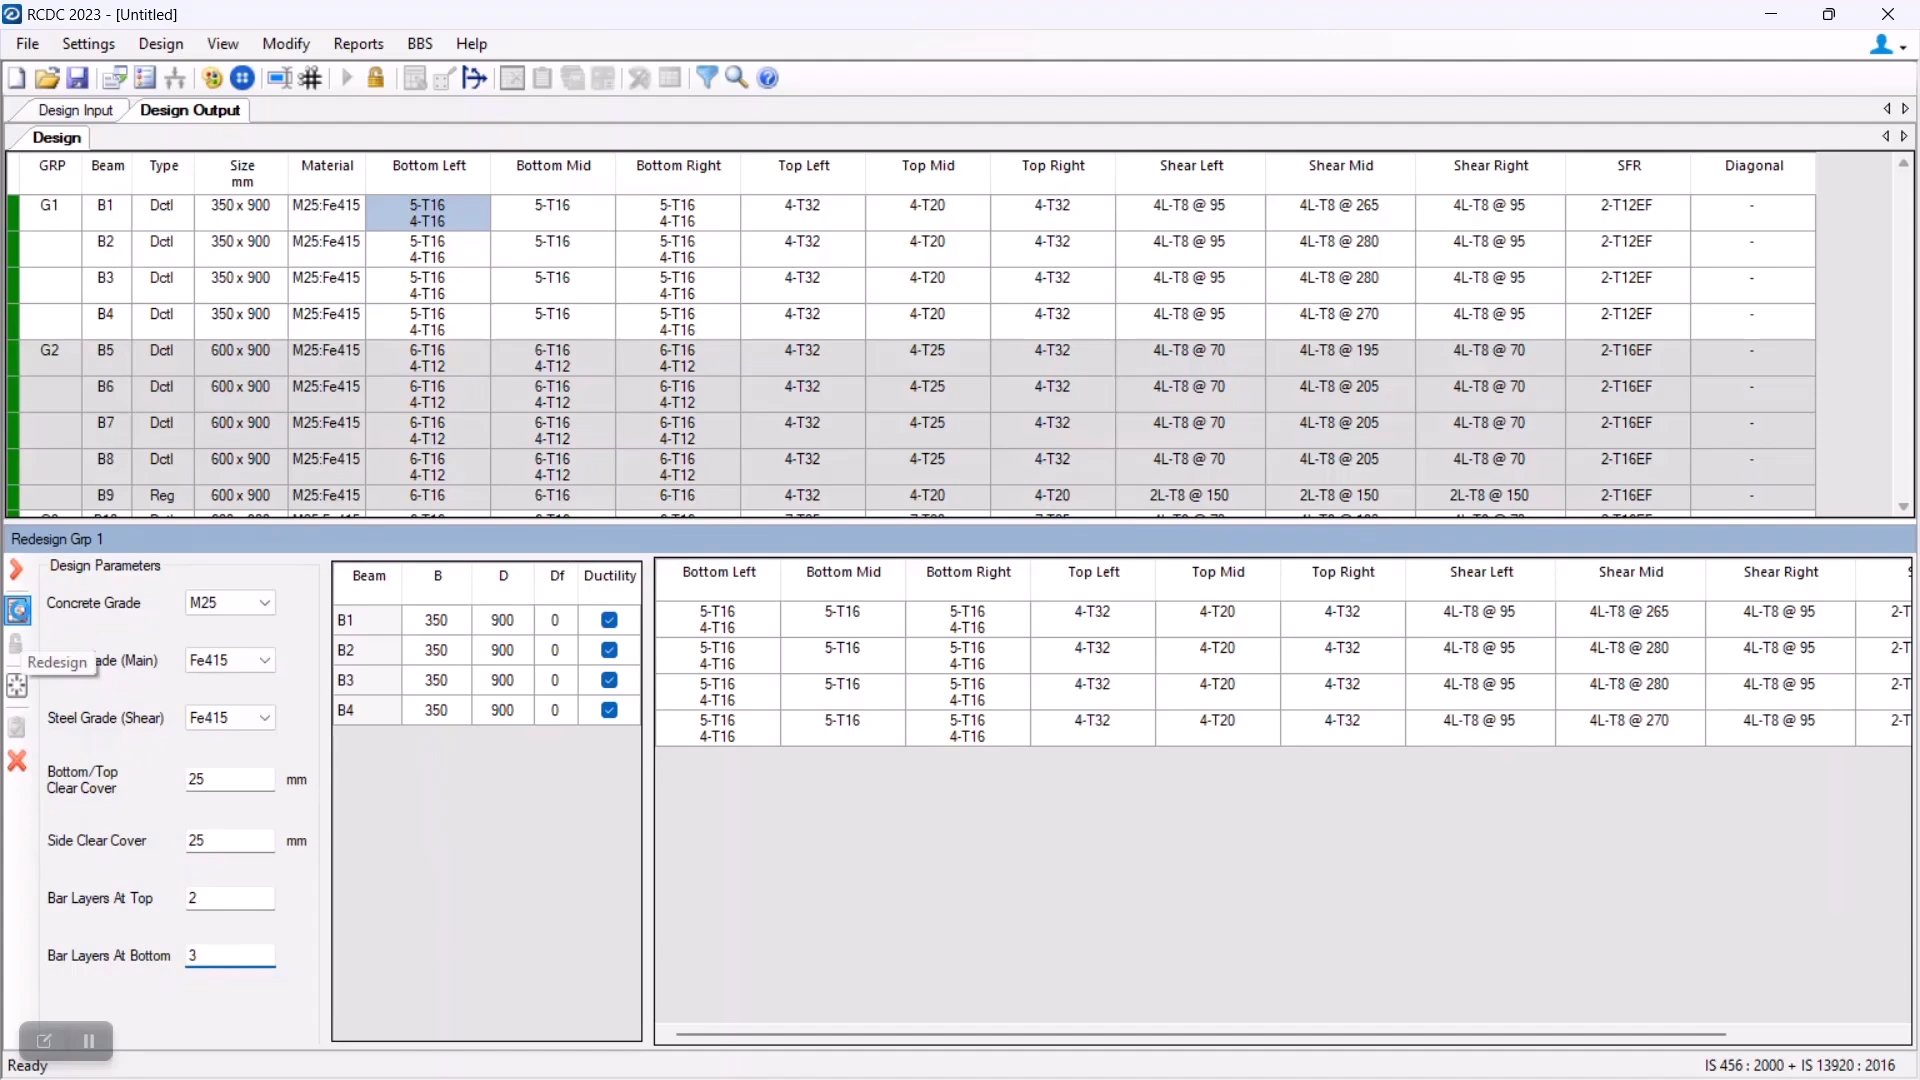 RCDC 2023 - [Untitled]
File Settings Design View Modify Reports BBS Help
Design Input Design Output
Design
GRP Beam Type Size mm Material Bottom Left Bottom Mid Bottom Right Top Left Top Mid Top Right Shear Left Shear Mid Shear Right SFR Diagonal
G1 B1 Dctl 350 x 900 M25:Fe415 5-T16 4-T16 5-T16 5-T16 4-T16 4-T32 4-T20 4-T32 4L-T8 @ 95 4L-T8 @ 265 4L-T8 @ 95 2-T12EF -
B2 Dctl 350 x 900 M25:Fe415 5-T16 4-T16 5-T16 5-T16 4-T16 4-T32 4-T20 4-T32 4L-T8 @ 95 4L-T8 @ 280 4L-T8 @ 95 2-T12EF -
B3 Dctl 350 x 900 M25:Fe415 5-T16 4-T16 5-T16 5-T16 4-T16 4-T32 4-T20 4-T32 4L-T8 @ 95 4L-T8 @ 280 4L-T8 @ 95 2-T12EF -
B4 Dctl 350 x 900 M25:Fe415 5-T16 4-T16 5-T16 5-T16 4-T16 4-T32 4-T20 4-T32 4L-T8 @ 95 4L-T8 @ 270 4L-T8 @ 95 2-T12EF -
G2 B5 Dctl 600 x 900 M25:Fe415 6-T16 4-T12 6-T16 4-T12 6-T16 4-T12 4-T32 4-T25 4-T32 4L-T8 @ 70 4L-T8 @ 195 4L-T8 @ 70 2-T16EF -
B6 Dctl 600 x 900 M25:Fe415 6-T16 4-T12 6-T16 4-T12 6-T16 4-T12 4-T32 4-T25 4-T32 4L-T8 @ 70 4L-T8 @ 205 4L-T8 @ 70 2-T16EF -
B7 Dctl 600 x 900 M25:Fe415 6-T16 4-T12 6-T16 4-T12 6-T16 4-T12 4-T32 4-T25 4-T32 4L-T8 @ 70 4L-T8 @ 205 4L-T8 @ 70 2-T16EF -
B8 Dctl 600 x 900 M25:Fe415 6-T16 4-T12 6-T16 4-T12 6-T16 4-T12 4-T32 4-T25 4-T32 4L-T8 @ 70 4L-T8 @ 205 4L-T8 @ 70 2-T16EF -
B9 Reg 600 x 900 M25:Fe415 6-T16 6-T16 6-T16 4-T32 4-T20 4-T20 2L-T8 @ 150 2L-T8 @ 150 2L-T8 @ 150 2-T16EF -
Redesign Grp 1
Design Parameters
Concrete Grade M25
Redesign ade (Main) Fe415
Steel Grade (Shear) Fe415
Bottom/Top
Clear Cover 25 mm
Side Clear Cover 25 mm
Bar Layers At Top 2
Bar Layers At Bottom 3
Beam B D Df Ductility
B1 350 900 0
B2 350 900 0
B3 350 900 0
B4 350 900 0
Bottom Left Bottom Mid Bottom Right Top Left Top Mid Top Right Shear Left Shear Mid Shear Right
5-T16 4-T16 5-T16 5-T16 4-T16 4-T32 4-T20 4-T32 4L-T8 @ 95 4L-T8 @ 265 4L-T8 @ 95 2-T
5-T16 4-T16 5-T16 5-T16 4-T16 4-T32 4-T20 4-T32 4L-T8 @ 95 4L-T8 @ 280 4L-T8 @ 95 2-T
5-T16 4-T16 5-T16 5-T16 4-T16 4-T32 4-T20 4-T32 4L-T8 @ 95 4L-T8 @ 280 4L-T8 @ 95 2-T
5-T16 4-T16 5-T16 5-T16 4-T16 4-T32 4-T20 4-T32 4L-T8 @ 95 4L-T8 @ 270 4L-T8 @ 95 2-T
Ready IS 456 : 2000 + IS 13920 : 2016